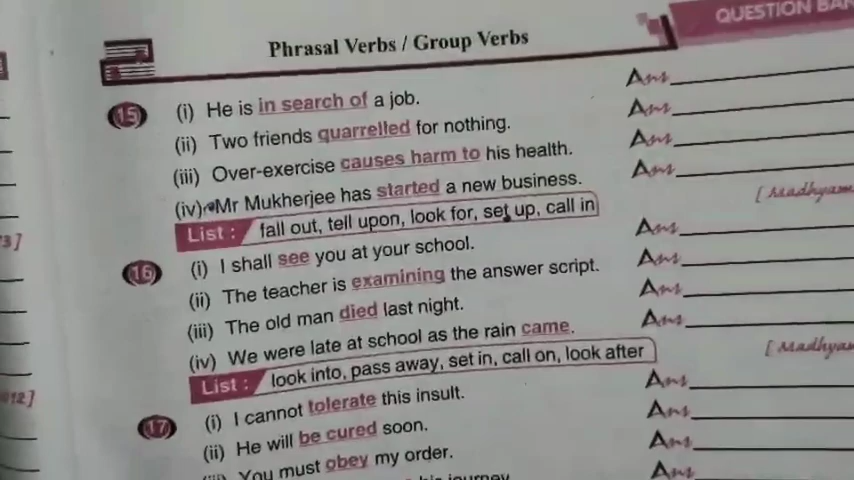 Phrasal Verbs / Group Verbs
QUESTION BAN
15 (i) He is in search of a job. Ans
(ii) Two friends quarrelled for nothing. Ans
(iii) Over-exercise causes harm to his health. Ans
(iv) Mr Mukherjee has started a new business. Ans
[Madhyam
List : fall out, tell upon, look for, set up, call in
16 (i) I shall see you at your school. Ans
(ii) The teacher is examining the answer script. Ans
(iii) The old man died last night. Ans
(iv) We were late at school as the rain came. Ans
[Madhyam
List : look into, pass away, set in, call on, look after
17 (i) I cannot tolerate this insult. Ans
(ii) He will be cured soon. Ans
You must obey my order. Ans
journey Ans